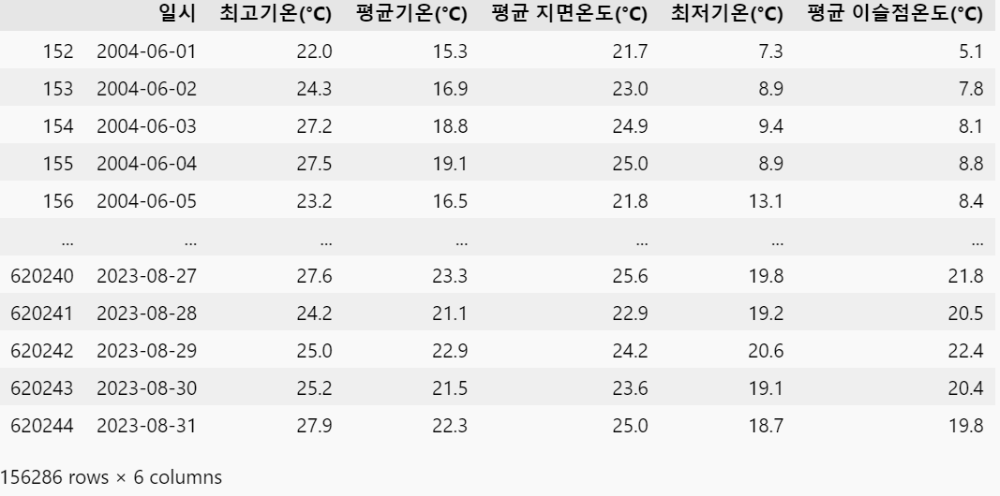 일시 최고기온(°C) 평균기온(°C) 평균 지면온도(°C) 최저기온(°C) 평균 이슬점온도(°C)
152 2004-06-01 22.0 15.3 21.7 7.3 5.1
153 2004-06-02 24.3 16.9 23.0 8.9 7.8
154 2004-06-03 27.2 18.8 24.9 9.4 8.1
155 2004-06-04 27.5 19.1 25.0 8.9 8.8
156 2004-06-05 23.2 16.5 21.8 13.1 8.4
... ... ... ... ... ... ...
620240 2023-08-27 27.6 23.3 25.6 19.8 21.8
620241 2023-08-28 24.2 21.1 22.9 19.2 20.5
620242 2023-08-29 25.0 22.9 24.2 20.6 22.4
620243 2023-08-30 25.2 21.5 23.6 19.1 20.4
620244 2023-08-31 27.9 22.3 25.0 18.7 19.8
156286 rows × 6 columns